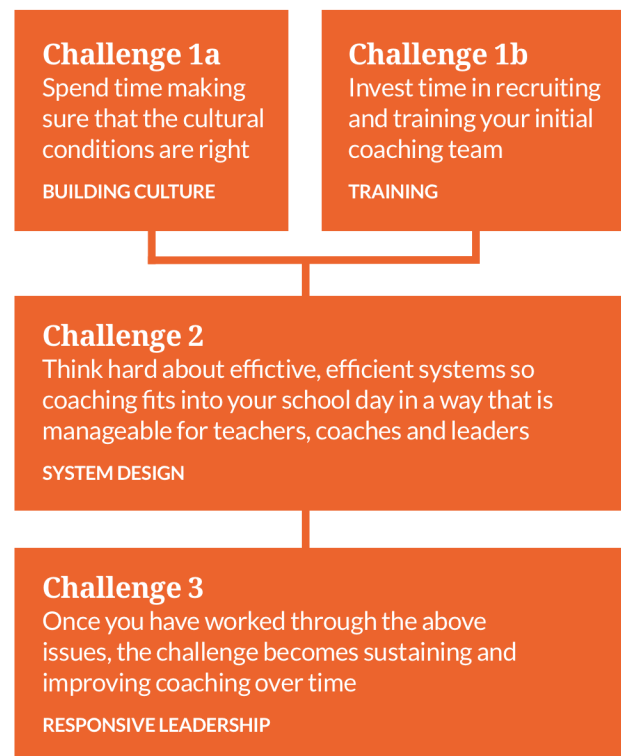 Challenge 1a
Spend time making
sure that the cultural
conditions are right
BUILDING CULTURE
Challenge 1b
Invest time in recruiting
and training your initial
coaching team
TRAINING
Challenge 2
Think hard about effictive, efficient systems so
coaching fits into your school day in a way that is
manageable for teachers, coaches and leaders
SYSTEM DESIGN
Challenge 3
Once you have worked through the above
issues, the challenge becomes sustaining and
improving coaching over time
RESPONSIVE LEADERSHIP